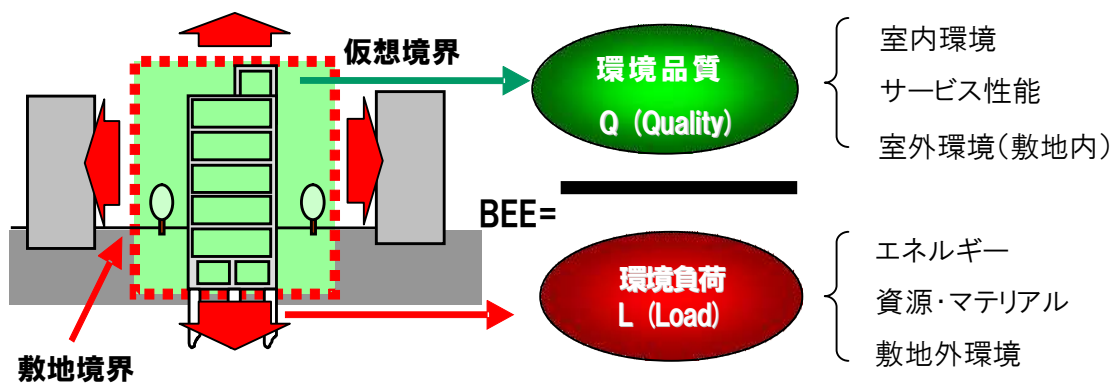 仮想境界
敷地境界
環境品質
Q (Quality)
BEE=
環境負荷
L (Load)
室内環境
サービス性能
室外環境(敷地内)
エネルギー
資源・マテリアル
敷地外環境